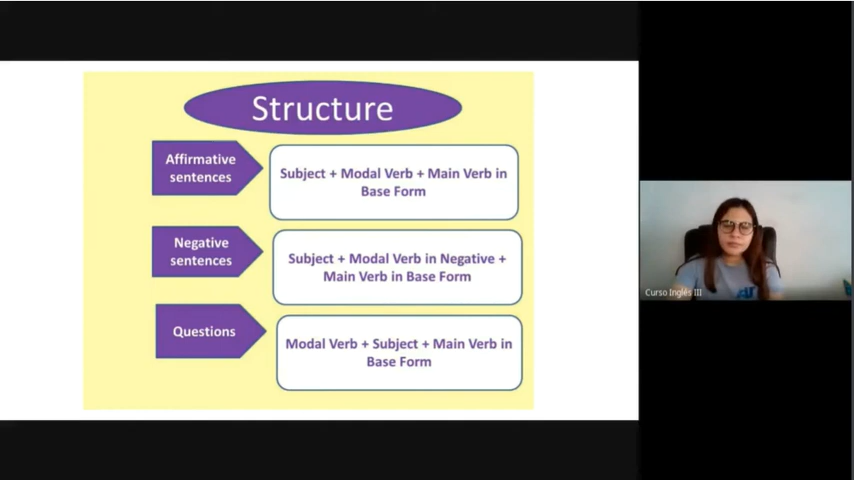 Structure
Affirmative
sentences
Subject + Modal Verb + Main Verb in
Base Form
Negative
sentences
Subject + Modal Verb in Negative +
Main Verb in Base Form
Questions
Modal Verb + Subject + Main Verb in
Base Form
Curso Inglés III